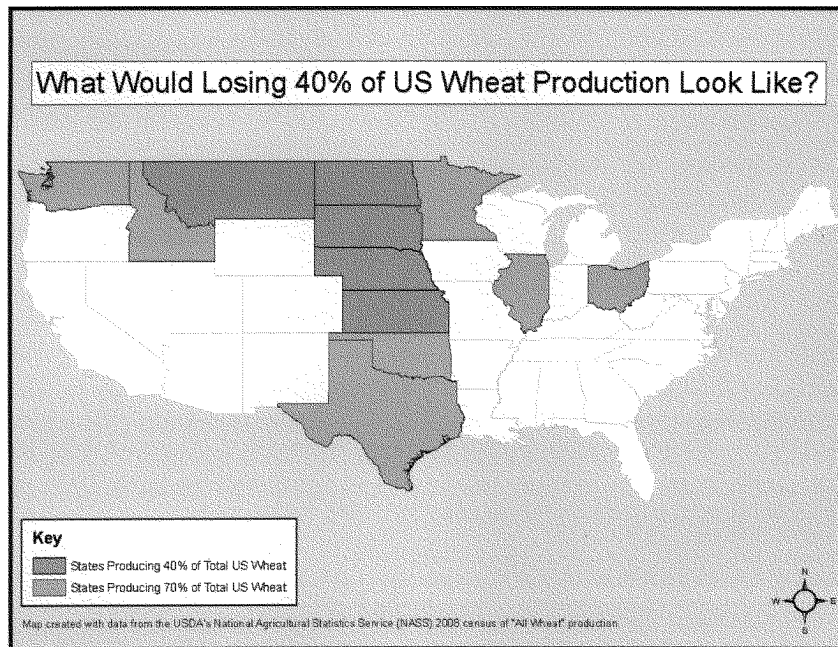 What Would Losing 40% of US Wheat Production Look Like?
Key
States Producing 40% of Total US Wheat
States Producing 70% of Total US Wheat
N
W E
S
Map created with data from the USDA's National Agricultural Statistics Service (NASS) 2008 census of "All Wheat" production.